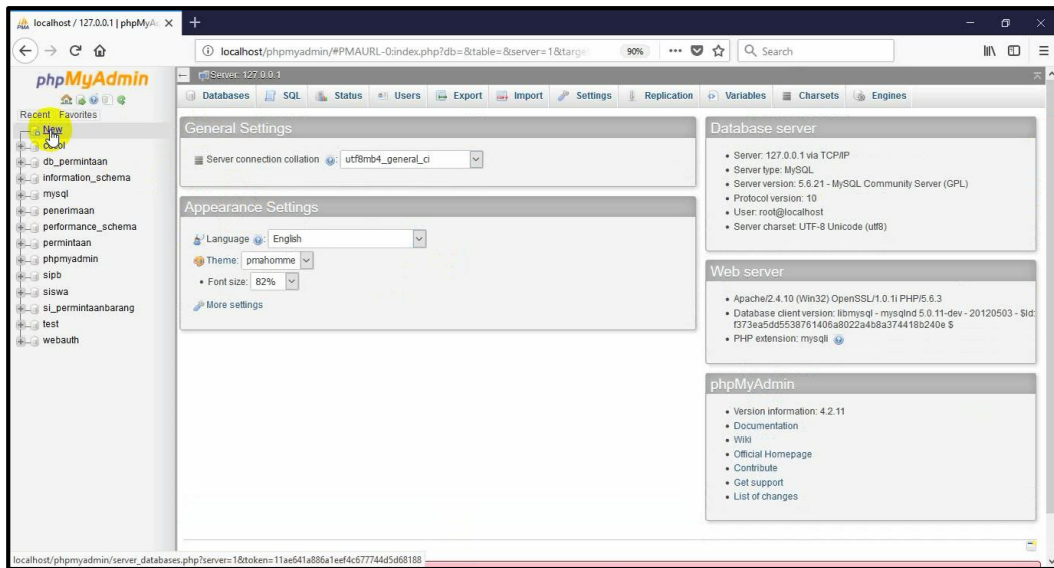 localhost / 127.0.0.1 | phpMyA
localhost/phpmyadmin/#PMAURL-0:index.php?db=&table=&server=1&targe
90%
Search
phpMyAdmin
Recent Favorites
New
db_permintaan
information_schema
mysql
penerimaan
performance_schema
permintaan
phpmyadmin
sipb
siswa
si_permintaanbarang
test
webauth
Server: 127.0.0.1
Databases SQL Status Users Export Import Settings Replication Variables Charsets Engines
General Settings
Server connection collation : utf8mb4_general_ci
Appearance Settings
Language : English
Theme: pmahomme
• Font size: 82%
More settings
Database server
• Server: 127.0.0.1 via TCP/IP
• Server type: MySQL
• Server version: 5.6.21 - MySQL Community Server (GPL)
• Protocol version: 10
• User: root@localhost
• Server charset: UTF-8 Unicode (utf8)
Web server
• Apache/2.4.10 (Win32) OpenSSL/1.0.1i PHP/5.6.3
• Database client version: libmysql - mysqlnd 5.0.11-dev - 20120503 - $Id:
f373ea5dd5538761406a8022a4b8a374418b240e $
• PHP extension: mysqli
phpMyAdmin
• Version information: 4.2.11
• Documentation
• Wiki
• Official Homepage
• Contribute
• Get support
• List of changes
localhost/phpmyadmin/server_databases.php?server=1&token=11ae641a886a1eef4c677744d5d68188